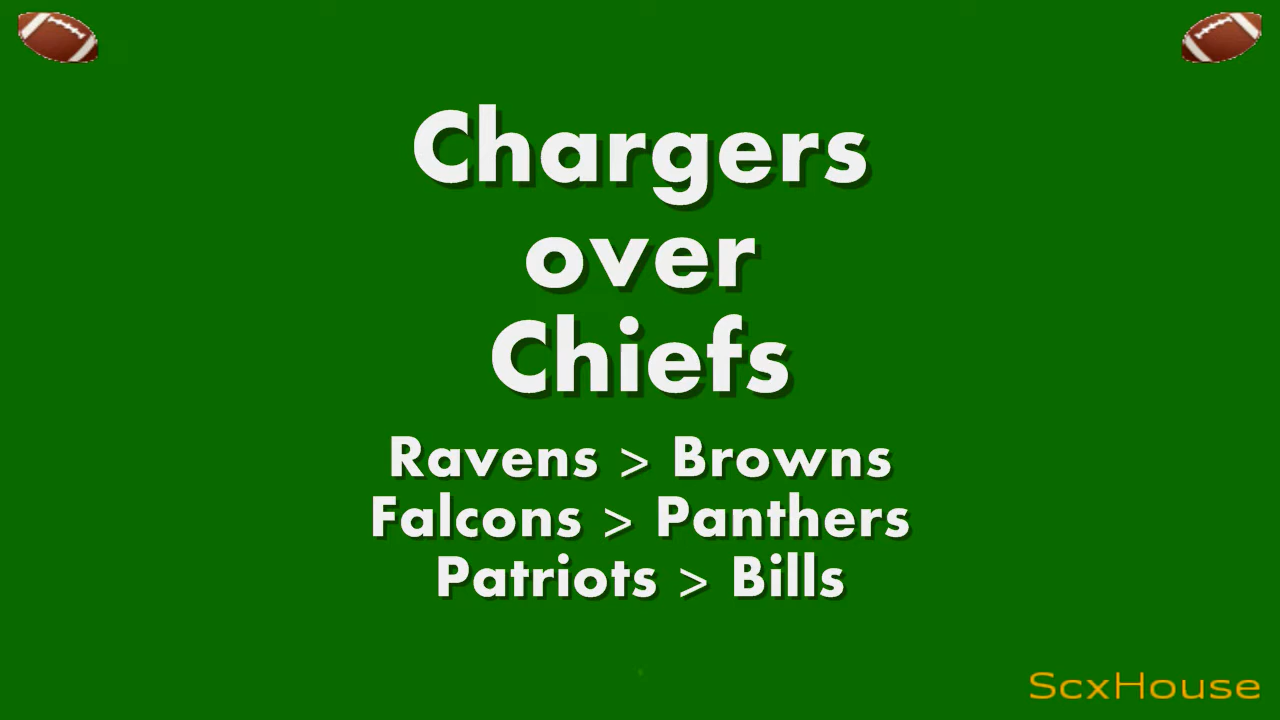 Chargers
over
Chiefs
Ravens > Browns
Falcons > Panthers
Patriots > Bills
ScxHouse